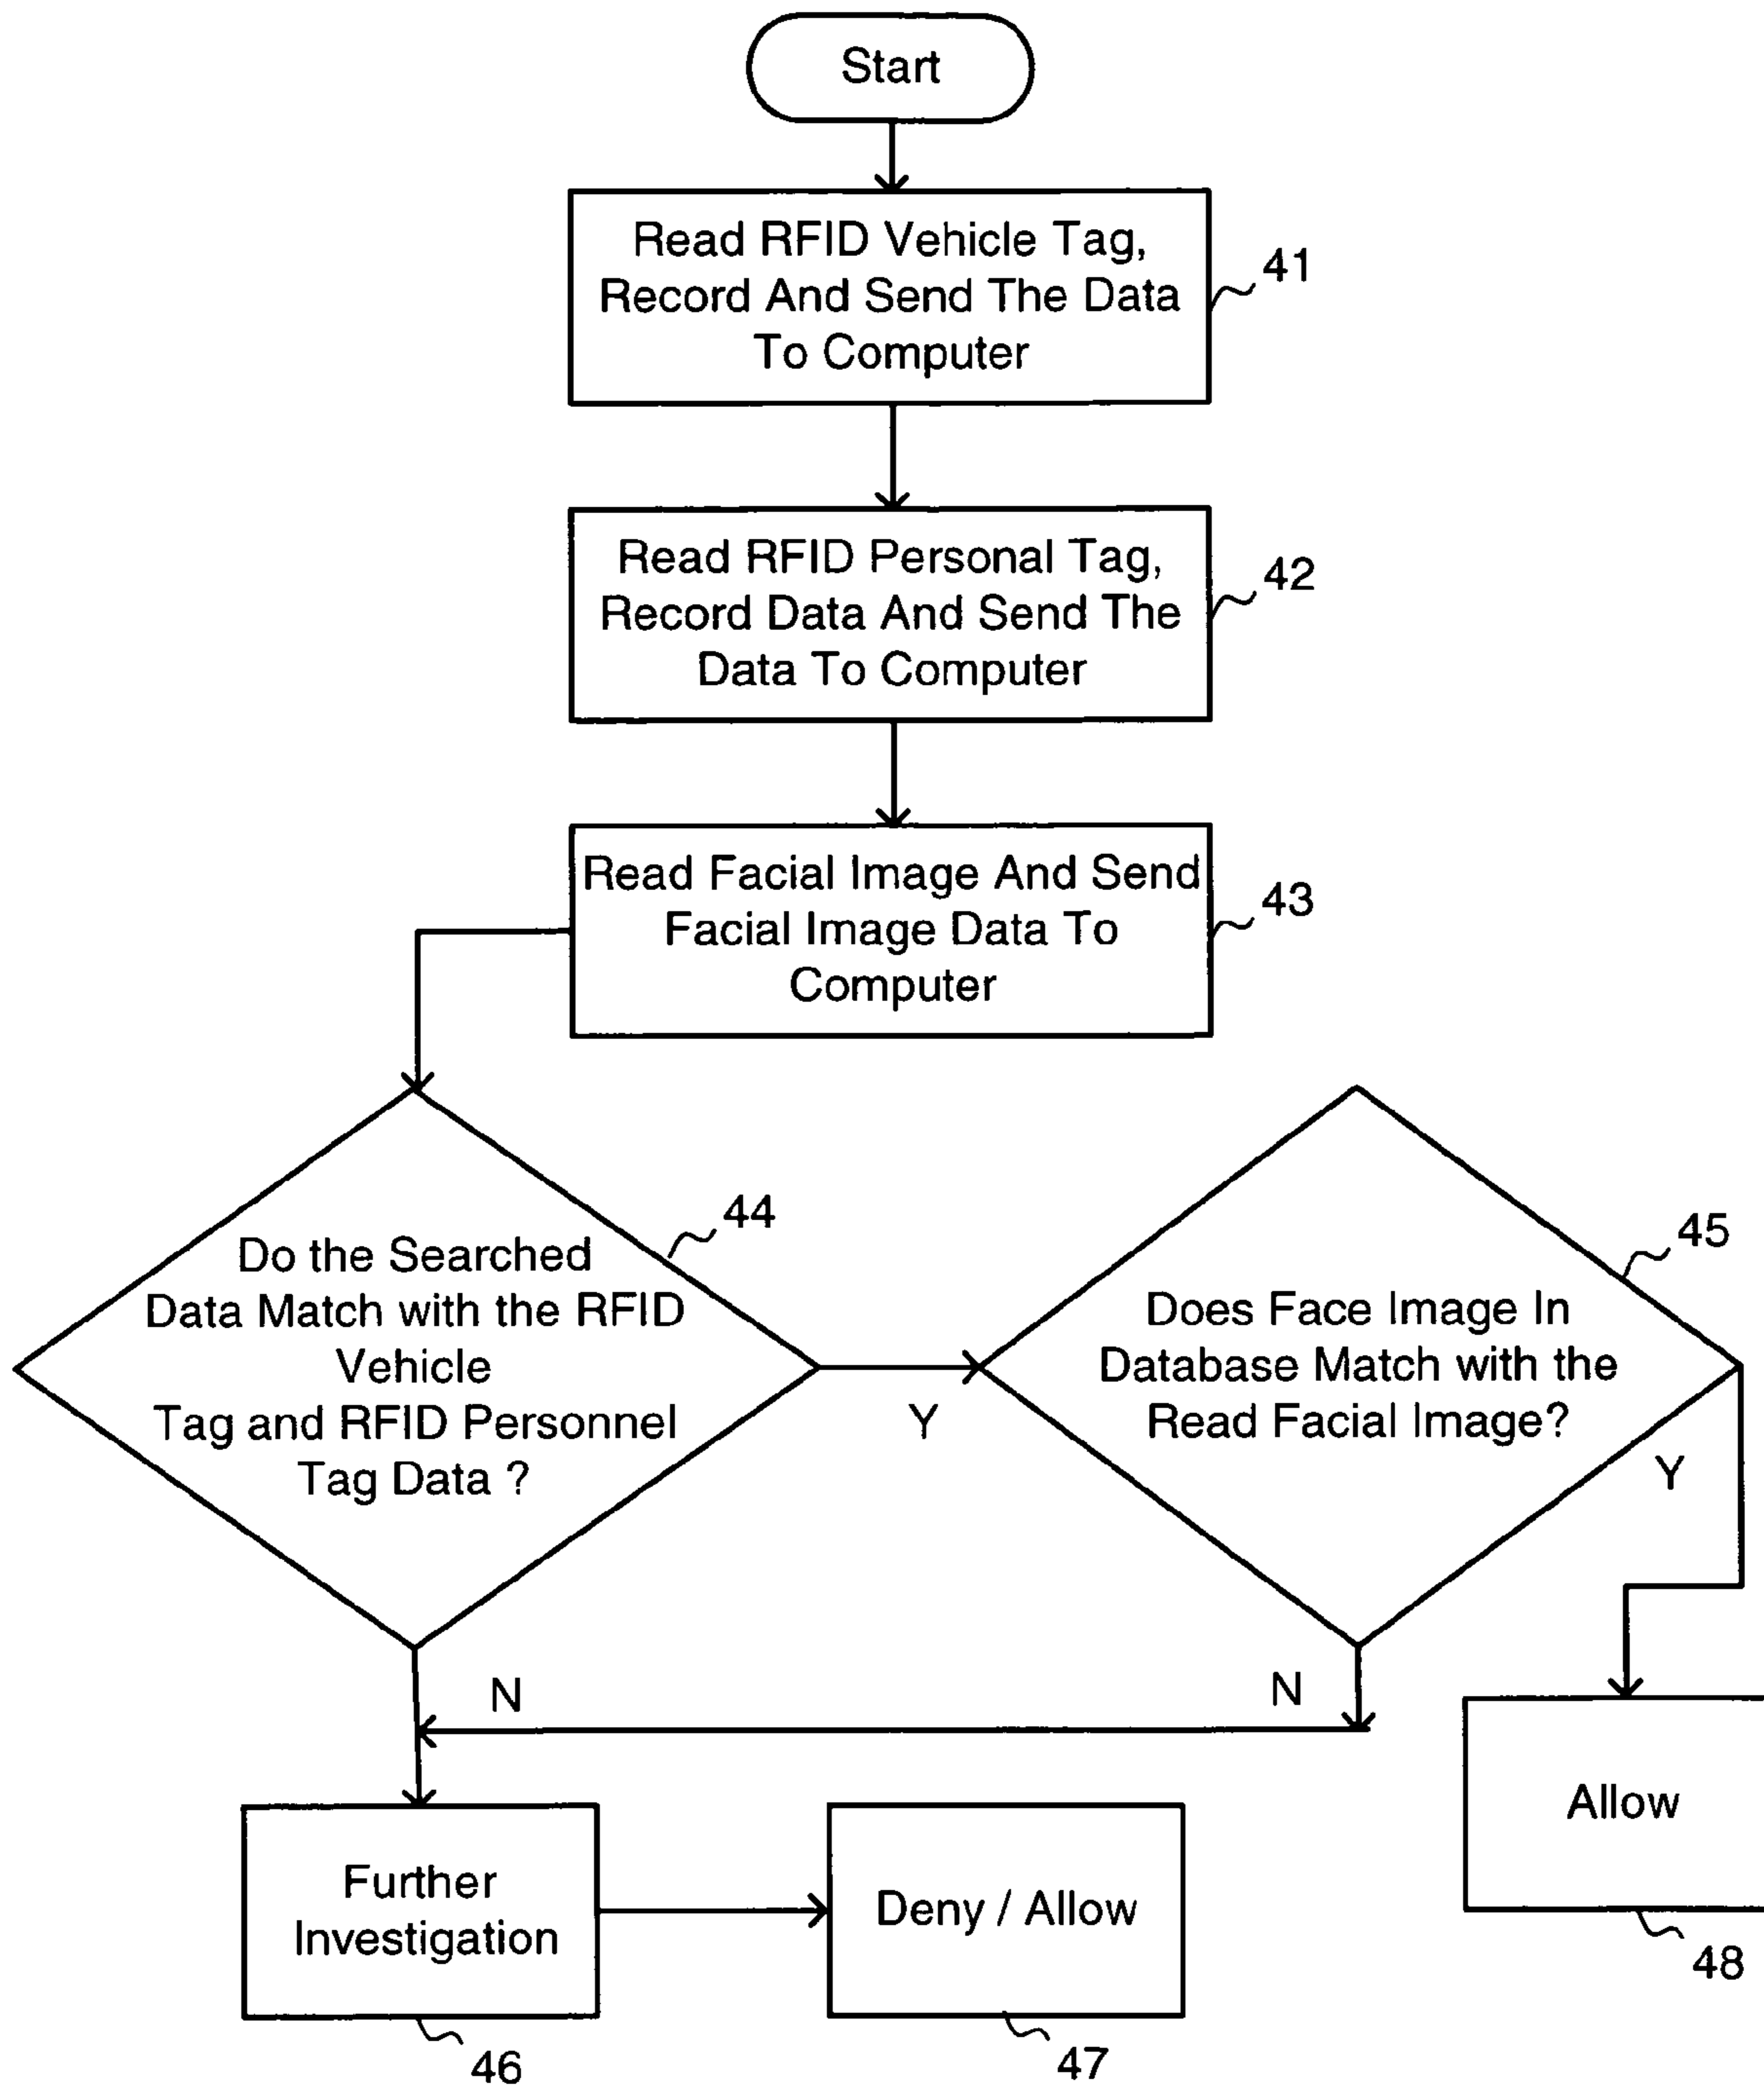 Start
Read RFID Vehicle Tag,
Record And Send The Data
To Computer
41
Read RFID Personal Tag,
Record Data And Send The
Data To Computer
42
Read Facial Image And Send
Facial Image Data To
Computer
43
Do the Searched
Data Match with the RFID
Vehicle
Tag and RFID Personnel
Tag Data ?
44
Y
Does Face Image In
Database Match with the
Read Facial Image?
45
Y
N
N
Further
Investigation
46
Deny / Allow
47
Allow
48